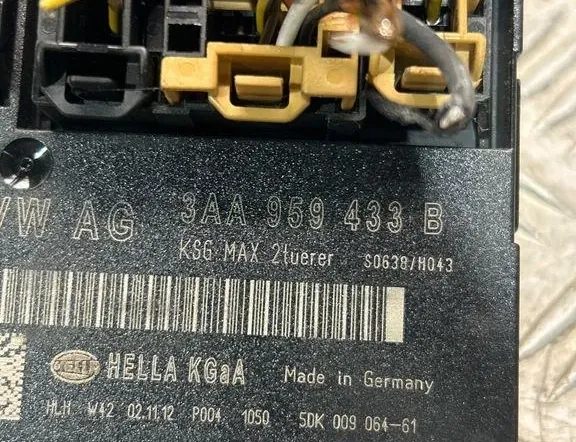 VW AG 3AA 959 433 B
KSG MAX 2tuerer S0638/H043
HELLA HELLA KGaA Made in Germany
HLH W42 02.11.12 P004 1050 5DK 009 064-61